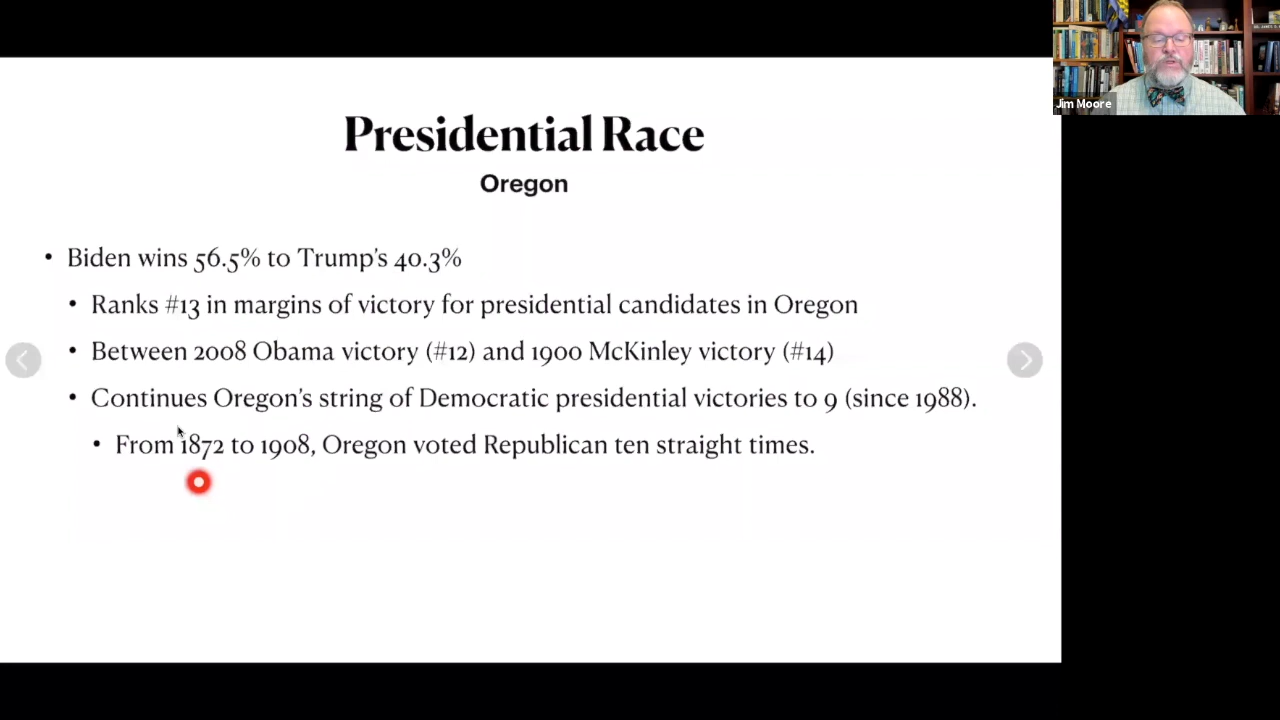 Jim Moore
Presidential Race
Oregon
• Biden wins 56.5% to Trump’s 40.3%
• Ranks #13 in margins of victory for presidential candidates in Oregon
• Between 2008 Obama victory (#12) and 1900 McKinley victory (#14)
• Continues Oregon’s string of Democratic presidential victories to 9 (since 1988).
• From 1872 to 1908, Oregon voted Republican ten straight times.